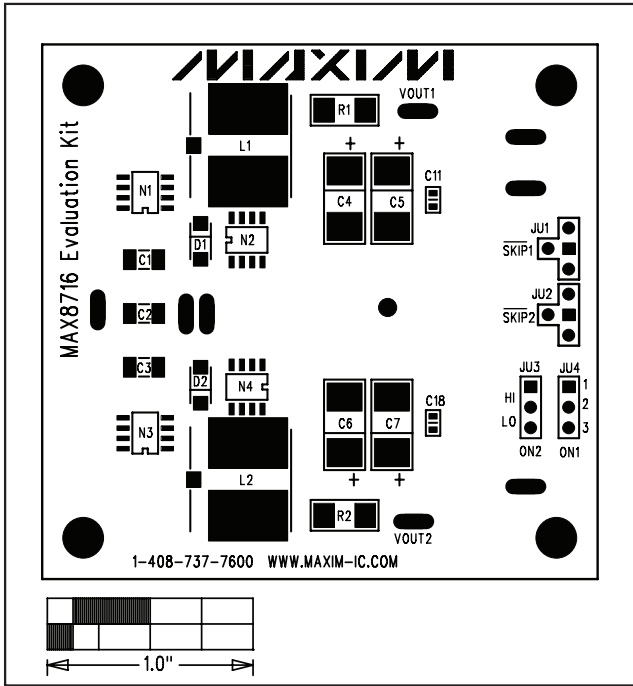 MAXIM
VOUT1
R1
L1
MAX8716 Evaluation Kit
N1
C11
C4
C5
D1
N2
JU1
SKIP1
C1
JU2
C2
SKIP2
C3
JU3
JU4
D2
N4
HI
1
C18
2
LO
3
N3
C6
C7
ON2
ON1
L2
R2
VOUT2
1-408-737-7600 WWW.MAXIM-IC.COM
1.0"